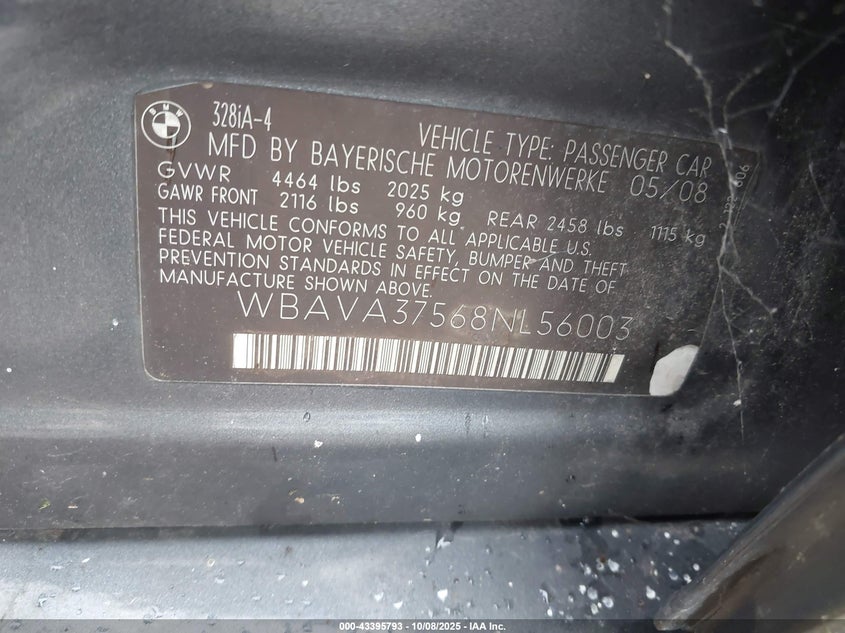 BMW
328iA-4
VEHICLE TYPE: PASSENGER CAR
MFD BY BAYERISCHE MOTORENWERKE 05/08
GVWR 4464 lbs 2025 kg
GAWR FRONT 2116 lbs 960 kg REAR 2458 lbs 1115 kg
THIS VEHICLE CONFORMS TO ALL APPLICABLE U.S.
FEDERAL MOTOR VEHICLE SAFETY, BUMPER AND THEFT
PREVENTION STANDARDS IN EFFECT ON THE DATE OF
MANUFACTURE SHOWN ABOVE.
WBAVA37568NL56003
000-43395793 - 10/08/2025 - IAA Inc.